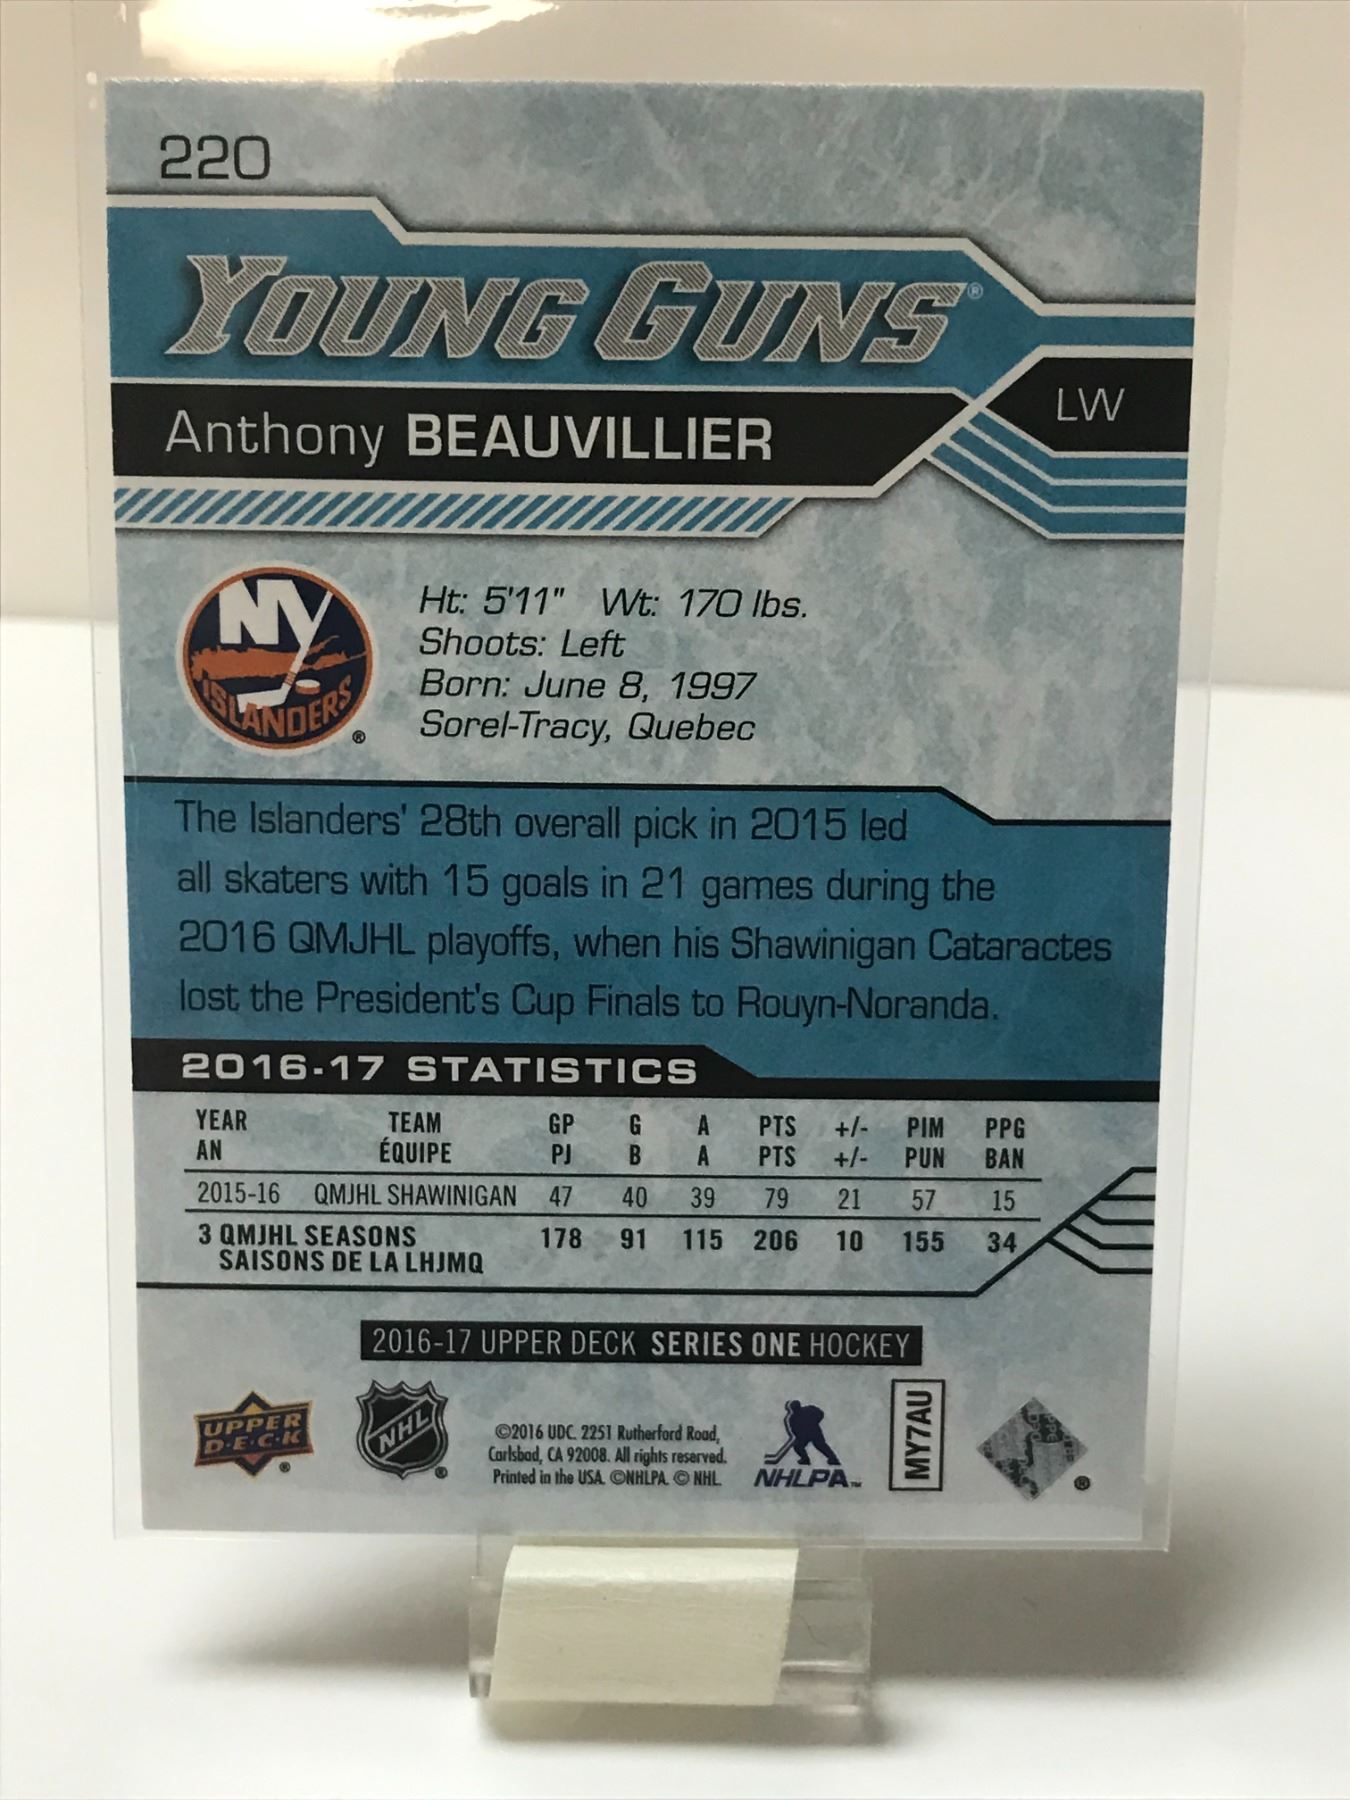 220
YOUNG GUNS®
LW
Anthony BEAUVILLIER
NY
ISLANDERS
®
Ht: 5'11" Wt: 170 lbs.
Shoots: Left
Born: June 8, 1997
Sorel-Tracy, Quebec
The Islanders' 28th overall pick in 2015 led
all skaters with 15 goals in 21 games during the
2016 QMJHL playoffs, when his Shawinigan Cataractes
lost the President's Cup Finals to Rouyn-Noranda.
2016-17 STATISTICS
YEAR TEAM GP G A PTS +/- PIM PPG
AN ÉQUIPE PJ B A PTS +/- PUN BAN
2015-16 QMJHL SHAWINIGAN 47 40 39 79 21 57 15
3 QMJHL SEASONS 178 91 115 206 10 155 34
SAISONS DE LA LHJMQ
2016-17 UPPER DECK SERIES ONE HOCKEY
UPPER
D·E·C·K
®
NHL
®
©2016 UDC. 2251 Rutherford Road,
Carlsbad, CA 92008. All rights reserved.
Printed in the USA. ©NHLPA. © NHL.
NHLPA™
MY7AU
®